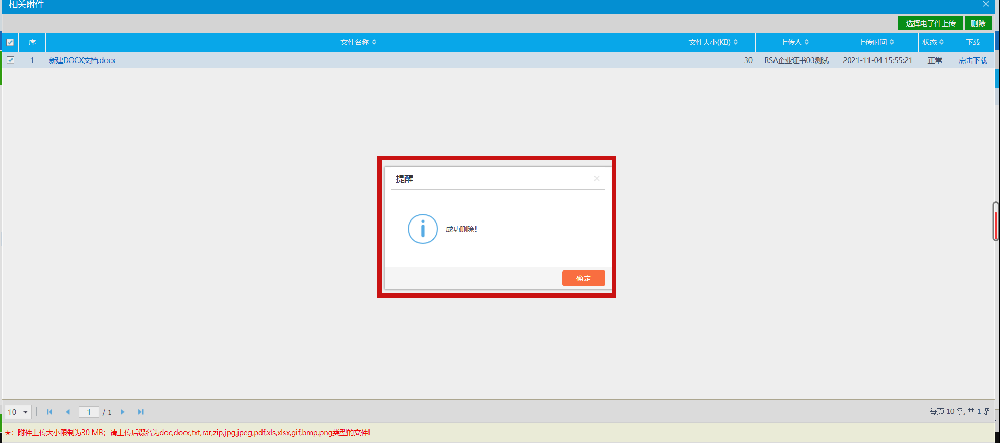 相关附件
选择电子件上传 删除
序 文件名称 文件大小(KB) 上传人 上传时间 状态 下载
1 新建DOCX文档.docx 30 RSA企业证书03测试 2021-11-04 15:55:21 正常 点击下载
提醒
成功删除!
确定
10 1 / 1 每页 10 条, 共 1 条
★：附件上传大小限制为30 MB；请上传后缀名为doc,docx,txt,rar,zip,jpg,jpeg,pdf,xls,xlsx,gif,bmp,png类型的文件!